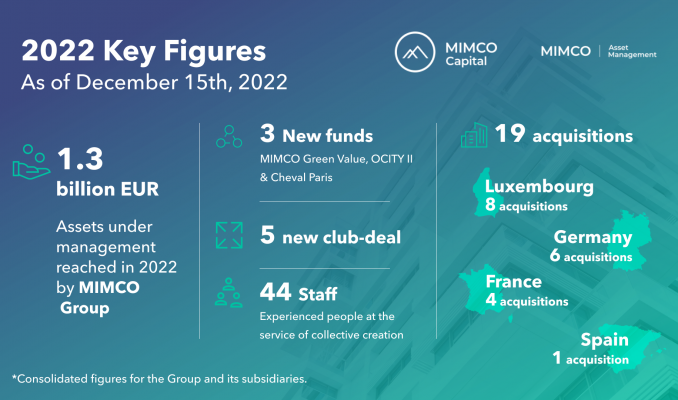 2022 Key Figures
As of December 15th, 2022
MIMCO
Capital
MIMCO
Asset
Management
1.3
billion EUR
Assets under
management
reached in 2022
by MIMCO
Group
3 New funds
MIMCO Green Value, OCITY II
& Cheval Paris
5 new club-deal
44 Staff
Experienced people at the
service of collective creation
19 acquisitions
Luxembourg
8 acquisitions
Germany
6 acquisitions
France
4 acquisitions
Spain
1 acquisition
*Consolidated figures for the Group and its subsidiaries.